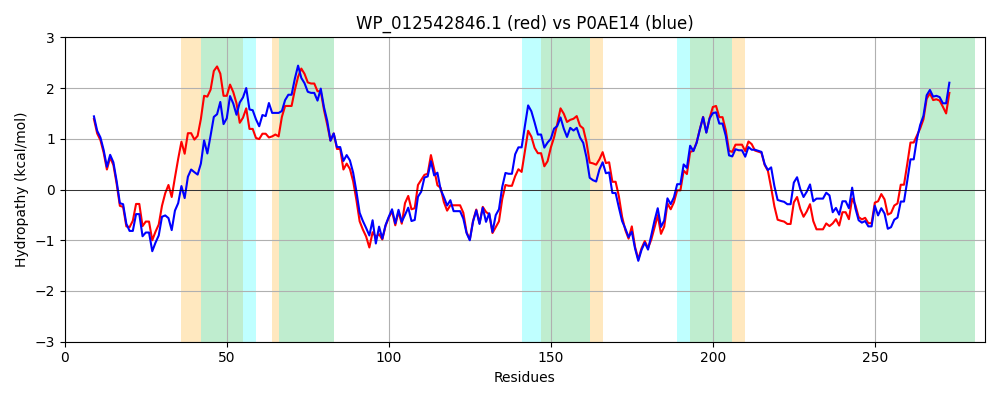 WP_012542846.1 (red) vs P0AE14 (blue)
Hydropathy (kcal/mol)
3
2
1
0
−1
−2
−3
0 50 100 150 200 250
Residues